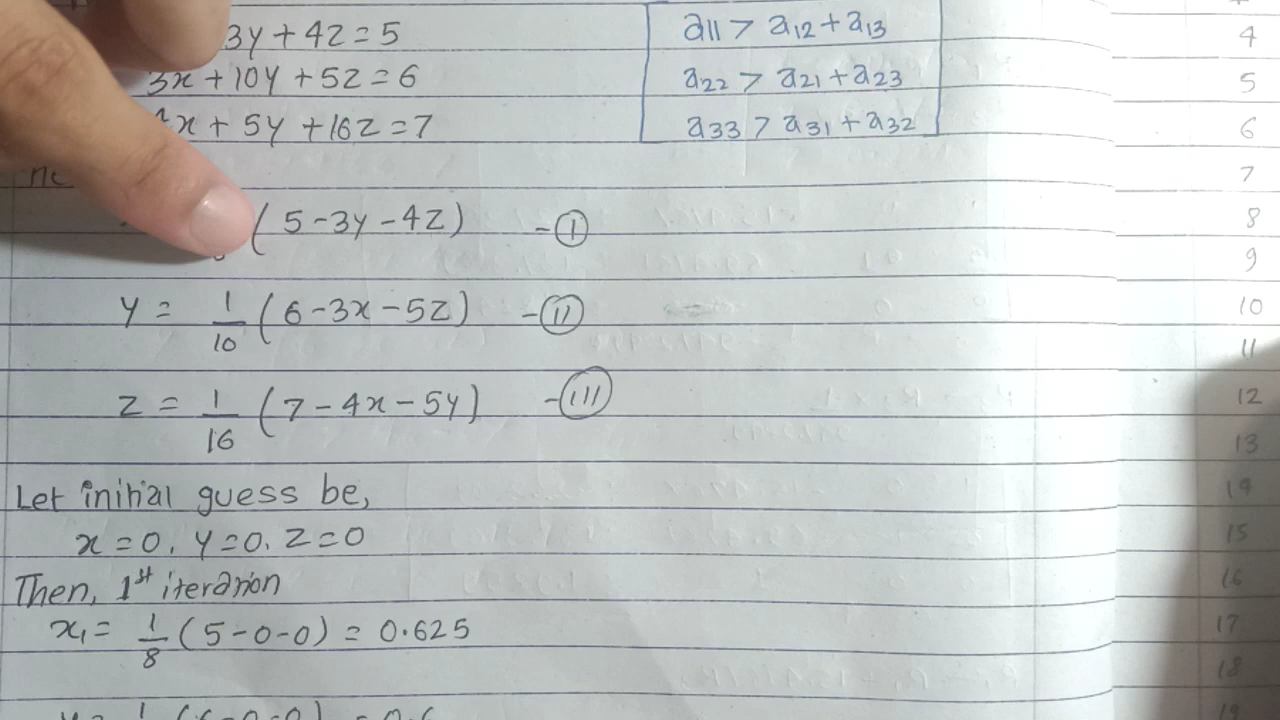 3y + 4z = 5
3x + 10y + 5z = 6
x + 5y + 16z = 7
a11 > a12 + a13
a22 > a21 + a23
a33 > a31 + a32
( 5 - 3y - 4z) - (I)
y = 1/10 ( 6 - 3x - 5z) - (II)
z = 1/16 ( 7 - 4x - 5y) - (III)
Let initial guess be,
x = 0, y = 0, z = 0
Then, 1st iteration
x1 = 1/8 ( 5 - 0 - 0) = 0.625
4
5
6
7
8
9
10
11
12
13
14
15
16
17
18
19